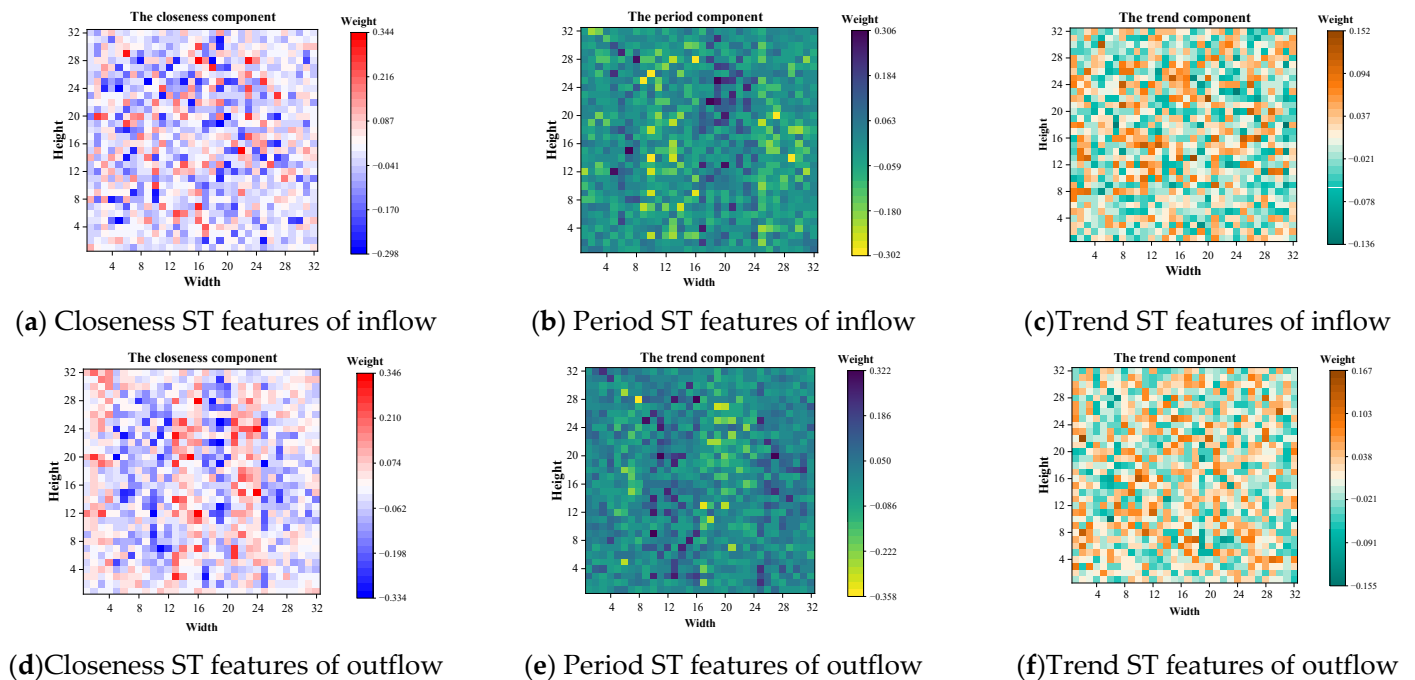 The closeness component
Weight
32
28
24
20
16
12
8
4
Height
4 8 12 16 20 24 28 32
Width
0.344
0.216
0.087
−0.041
−0.170
−0.298
The period component
Weight
32
28
24
20
16
12
8
4
Height
4 8 12 16 20 24 28 32
Width
0.306
0.184
0.063
−0.059
−0.180
−0.302
The trend component
Weight
32
28
24
20
16
12
8
4
Height
4 8 12 16 20 24 28 32
Width
0.152
0.094
0.037
−0.021
−0.078
−0.136
(a) Closeness ST features of inflow
(b) Period ST features of inflow
(c)Trend ST features of inflow
The closeness component
Weight
32
28
24
20
16
12
8
4
Height
4 8 12 16 20 24 28 32
Width
0.346
0.210
0.074
−0.062
−0.198
−0.334
The trend component
Weight
32
28
24
20
16
12
8
4
Height
4 8 12 16 20 24 28 32
Width
0.322
0.186
0.050
−0.086
−0.222
−0.358
The trend component
Weight
32
28
24
20
16
12
8
4
Height
4 8 12 16 20 24 28 32
Width
0.167
0.103
0.038
−0.021
−0.091
−0.155
(d)Closeness ST features of outflow
(e) Period ST features of outflow
(f)Trend ST features of outflow